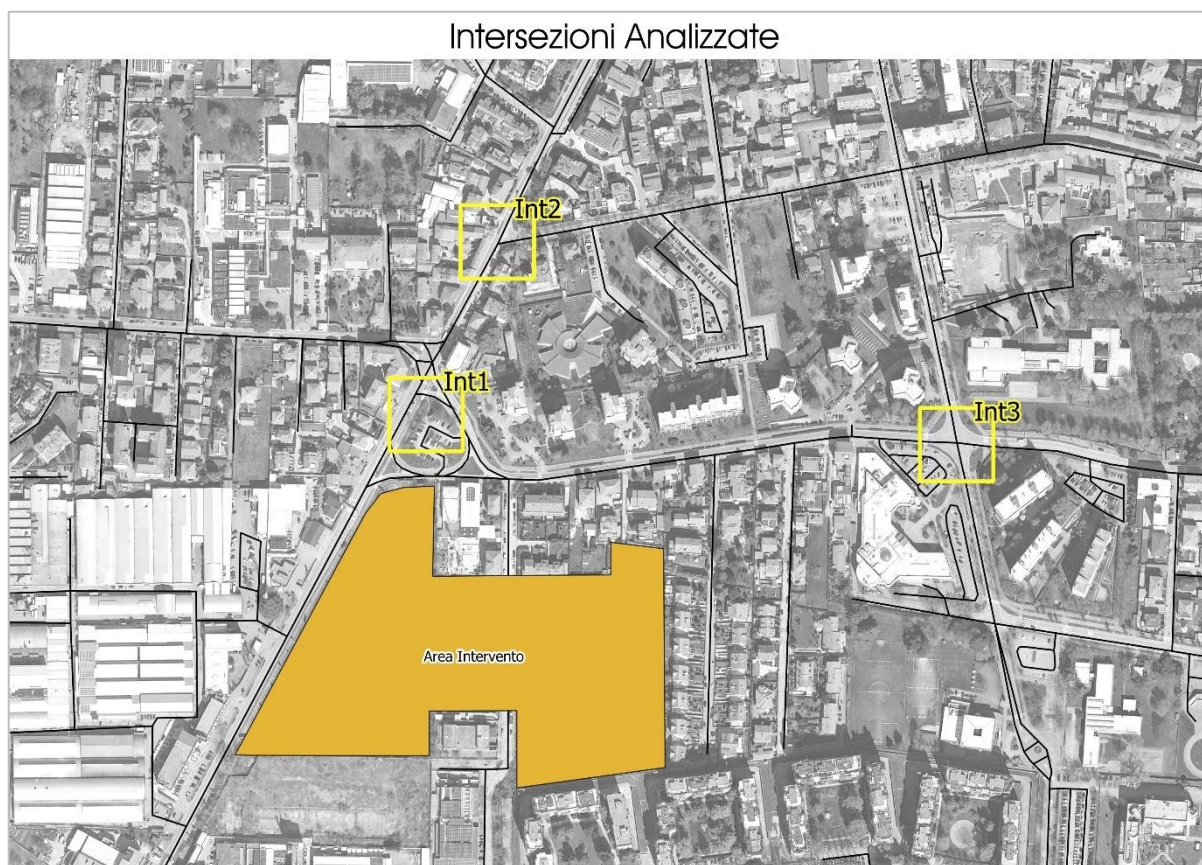 Intersezioni Analizzate
Int2
Int1
Int3
Area Intervento